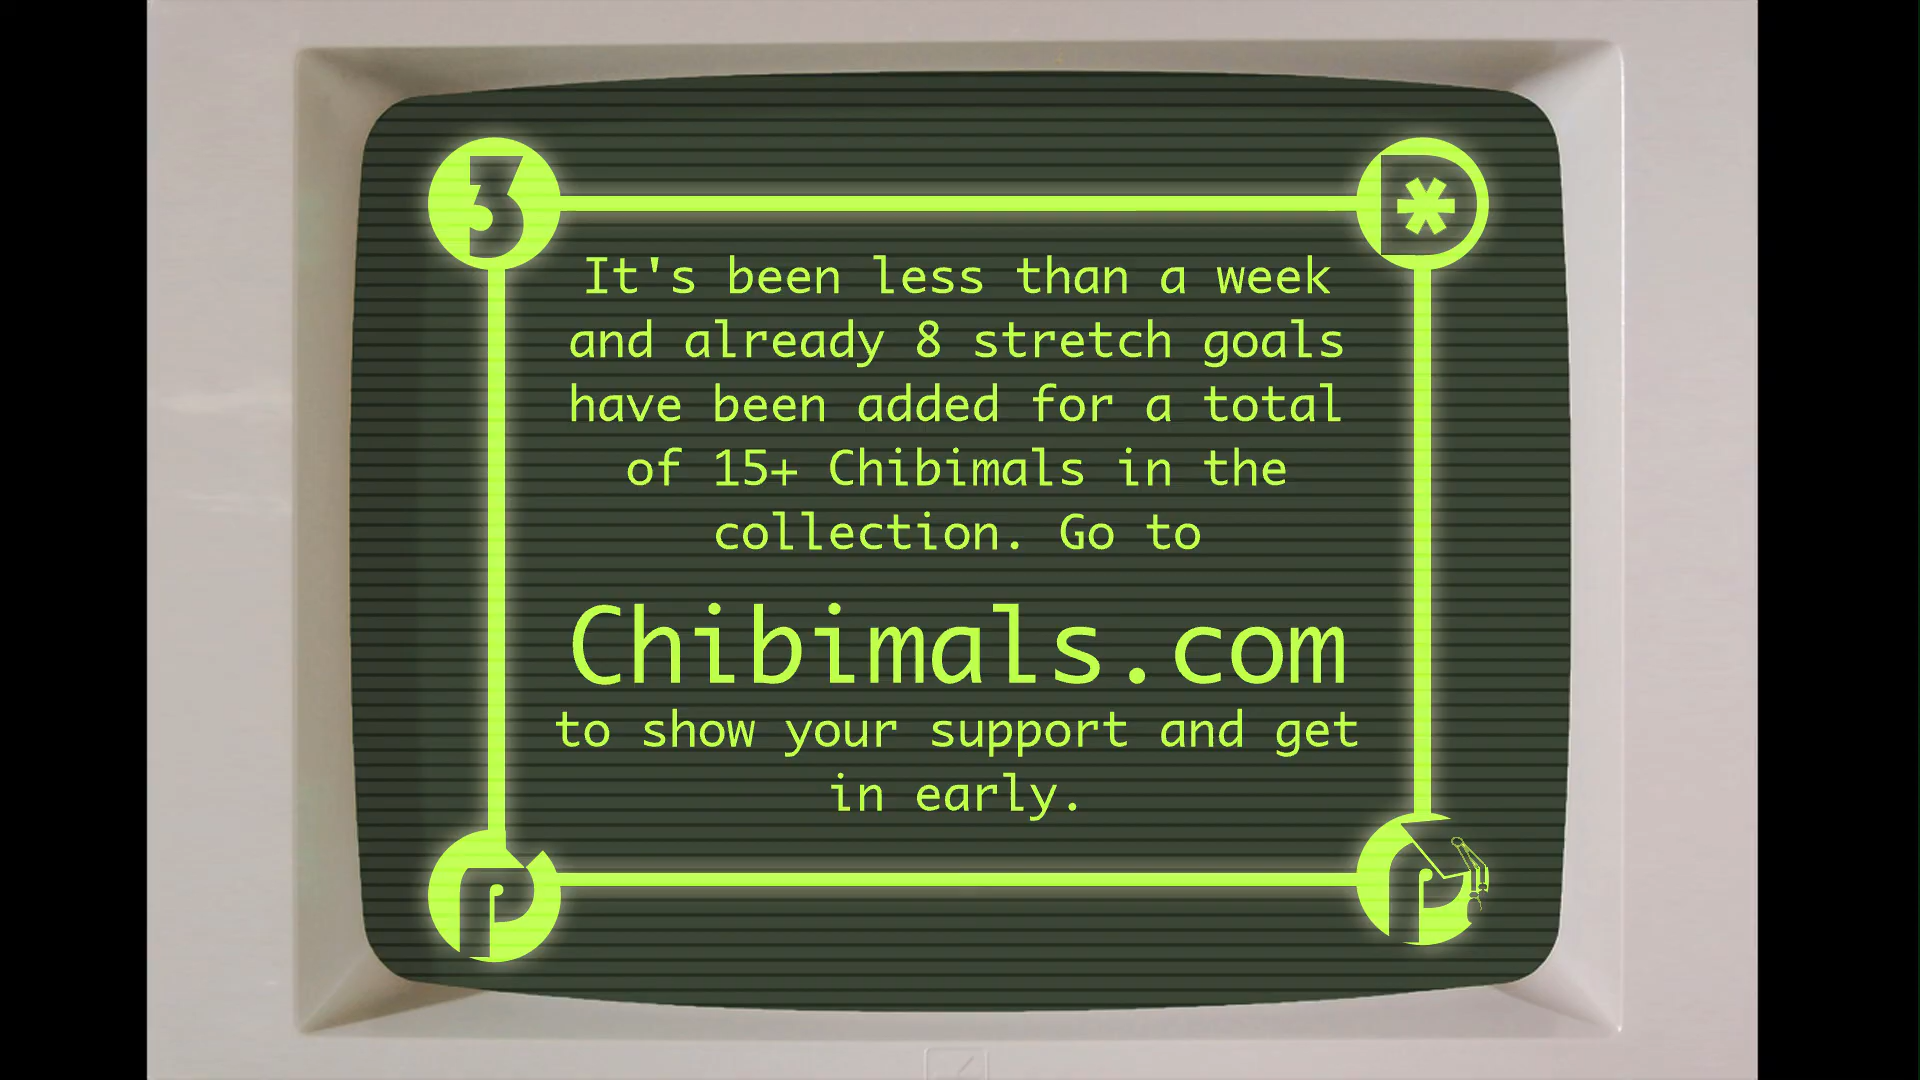 3
D*
It's been less than a week
and already 8 stretch goals
have been added for a total
of 15+ Chibimals in the
collection. Go to
Chibimals.com
to show your support and get
in early.